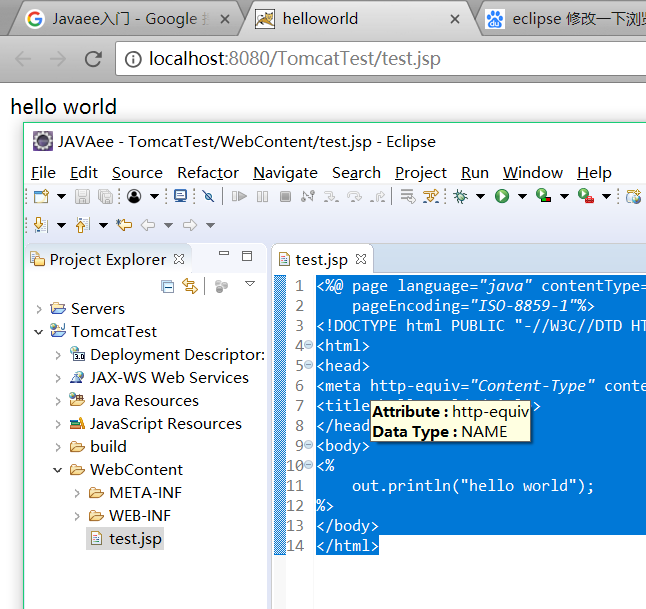 Javaee入门 - Google
helloworld
eclipse 修改一下浏
localhost:8080/TomcatTest/test.jsp
hello world
JAVAee - TomcatTest/WebContent/test.jsp - Eclipse
File Edit Source Refactor Navigate Search Project Run Window Help
Project Explorer
test.jsp
Servers
TomcatTest
Deployment Descriptor:
JAX-WS Web Services
Java Resources
JavaScript Resources
build
WebContent
META-INF
WEB-INF
test.jsp
1 <%@ page language="java" contentType=
2 pageEncoding="ISO-8859-1"%>
3 <!DOCTYPE html PUBLIC "-//W3C//DTD HT
4 <html>
5 <head>
6 <meta http-equiv="Content-Type" conte
7 <title
8 </head
9 <body>
10 <%
11 out.println("hello world");
12 %>
13 </body>
14 </html>
Attribute : http-equiv
Data Type : NAME